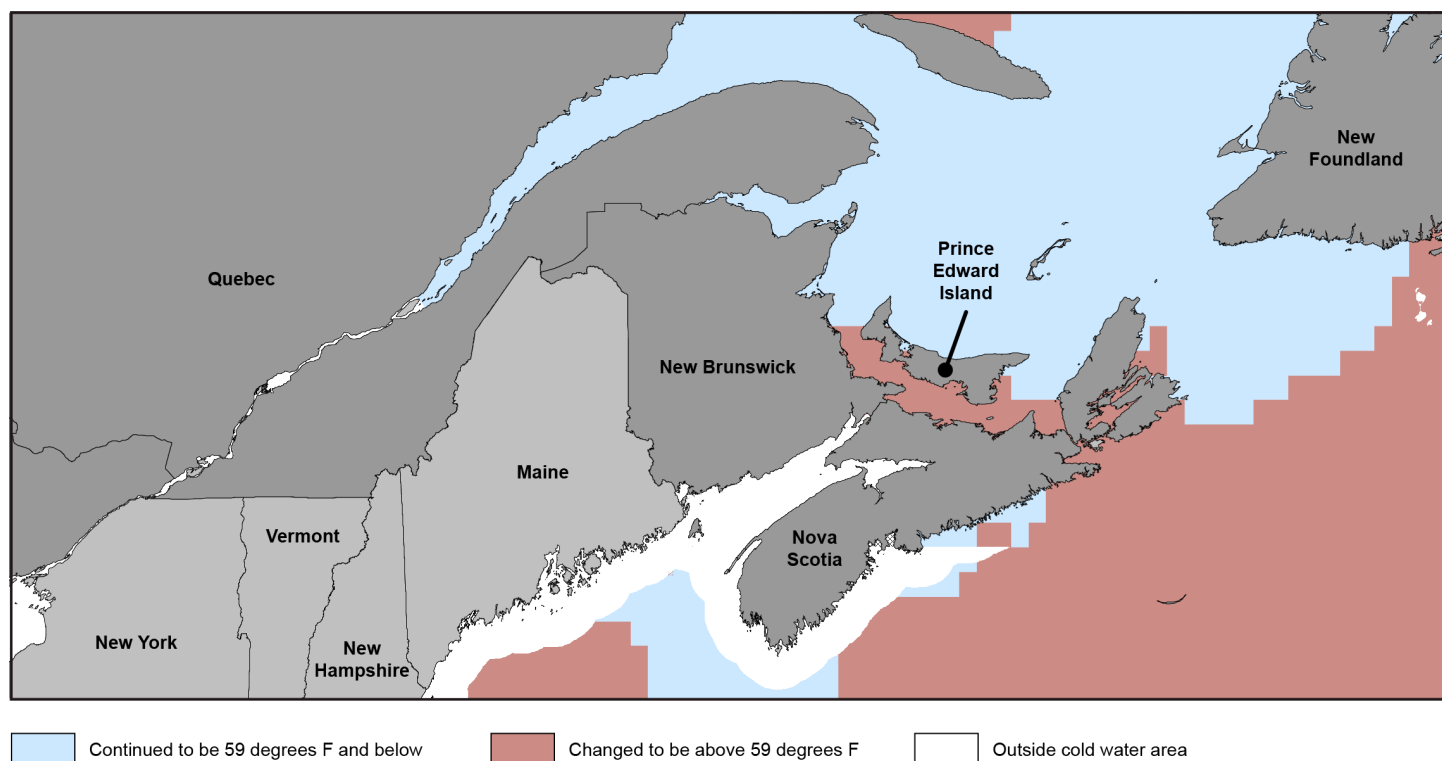 New
Foundland
Prince
Edward
Island
Quebec
New Brunswick
Maine
Vermont
Nova
Scotia
New York
New
Hampshire
Continued to be 59 degrees F and below
Changed to be above 59 degrees F
Outside cold water area